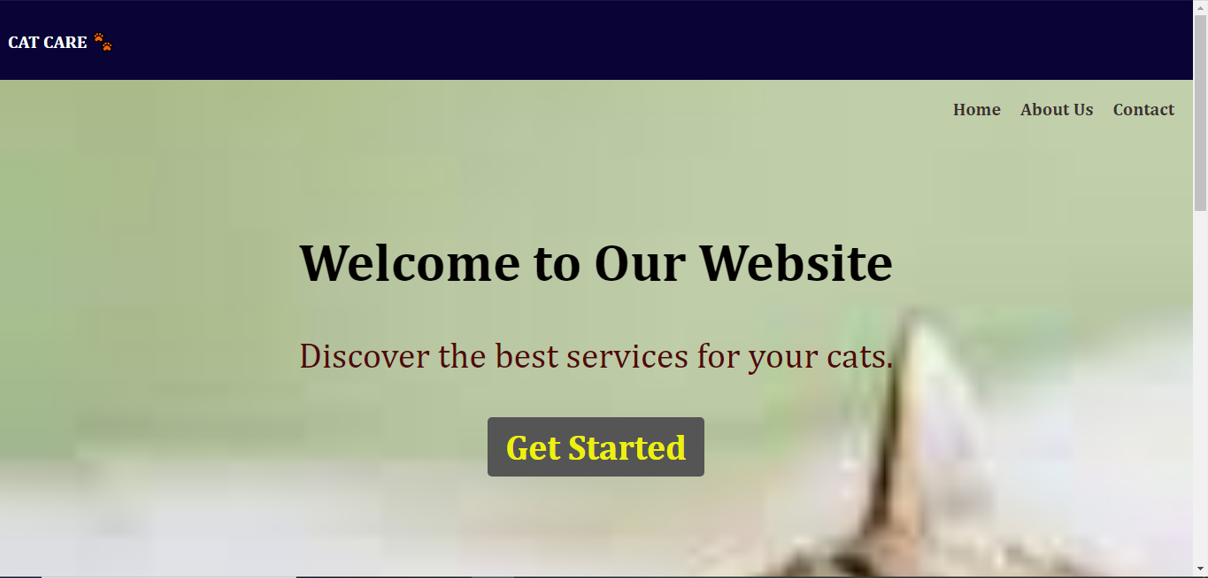 CAT CARE 🐾
Home About Us Contact
Welcome to Our Website
Discover the best services for your cats.
Get Started